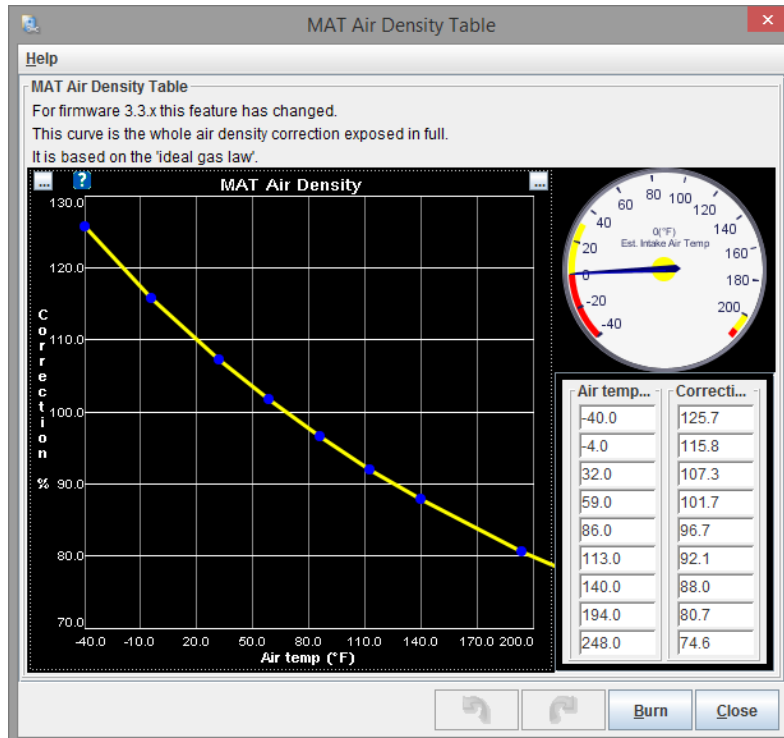 MAT Air Density Table
Help
MAT Air Density Table
For firmware 3.3.x this feature has changed.
This curve is the whole air density correction exposed in full.
It is based on the 'ideal gas law'.
... ? MAT Air Density ...
130.0
120.0
110.0
100.0
90.0
80.0
70.0
Correction %
-40.0 -10.0 20.0 50.0 80.0 110.0 140.0 170.0 200.0
Air temp (°F)
-40
-20
0
20
40
60
80
100
120
140
160
180
200
0(°F)
Est. Intake Air Temp
Air temp... Correcti...
-40.0 125.7
-4.0 115.8
32.0 107.3
59.0 101.7
86.0 96.7
113.0 92.1
140.0 88.0
194.0 80.7
248.0 74.6
Burn Close